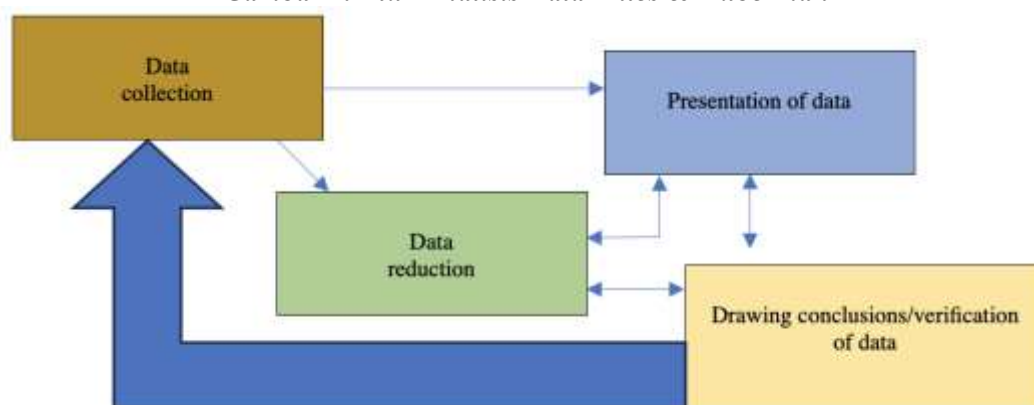 Data
collection
Presentation of data
Data
reduction
Drawing conclusions/verification
of data